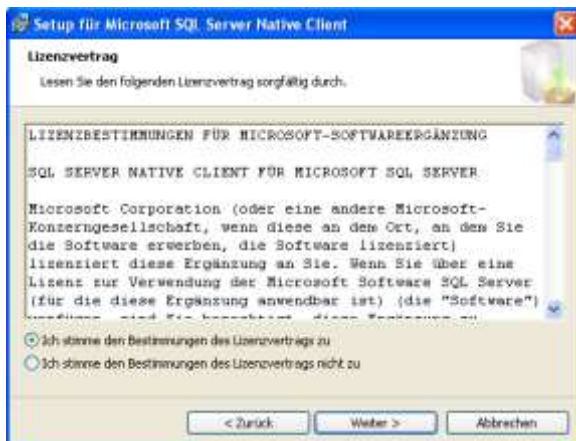 Setup für Microsoft SQL Server Native Client
Lizenzvertrag
Lesen Sie den folgenden Lizenzvertrag sorgfältig durch.
LIZENZBESTIMMUNGEN FÜR MICROSOFT-SOFTWAREERGÄNZUNG
SQL SERVER NATIVE CLIENT FÜR MICROSOFT SQL SERVER
Microsoft Corporation (oder eine andere Microsoft-
Konzerngesellschaft, wenn diese an dem Ort, an dem Sie
die Software erwerben, die Software lizenziert)
lizenziert diese Ergänzung an Sie. Wenn Sie über eine
Lizenz zur Verwendung der Microsoft Software SQL Server
(für die diese Ergänzung anwendbar ist) (die "Software")
Ich stimme den Bestimmungen des Lizenzvertrags zu
Ich stimme den Bestimmungen des Lizenzvertrags nicht zu
< Zurück
Weiter >
Abbrechen